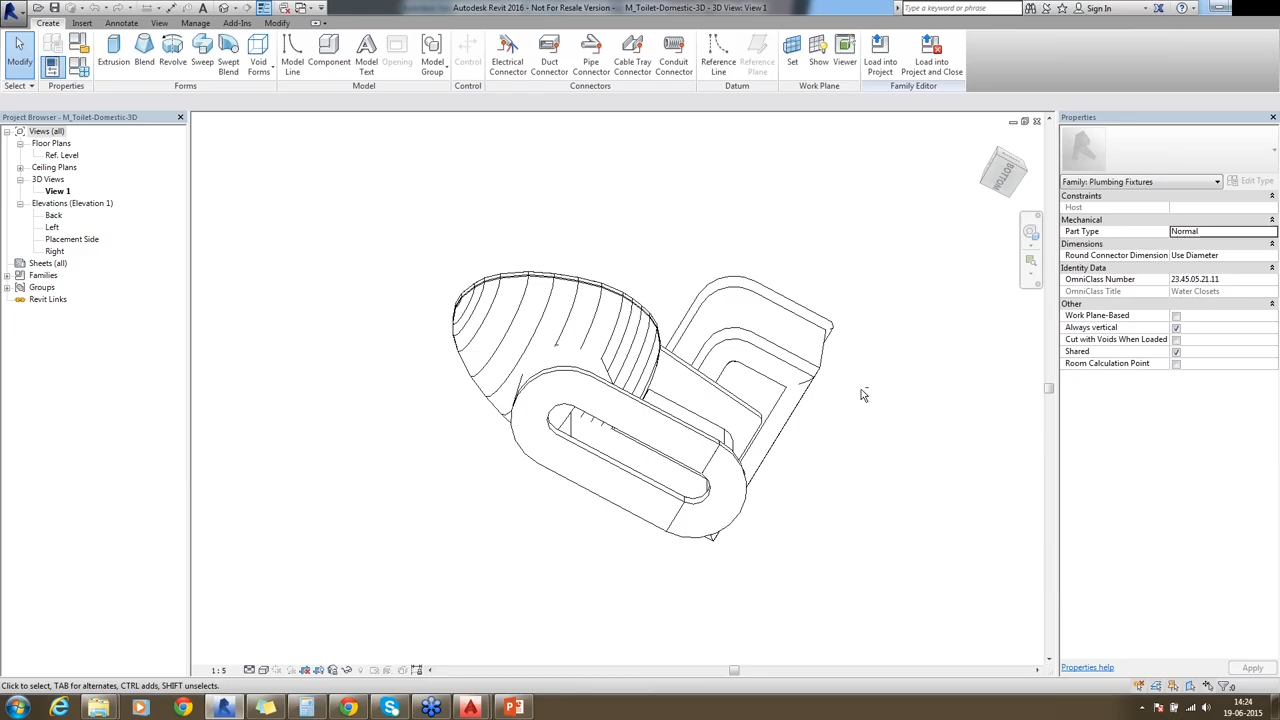 Autodesk Revit 2016 - Not For Resale Version - M_Toilet-Domestic-3D - 3D View: View 1
Type a keyword or phrase
Sign In
Create Insert Annotate View Manage Add-Ins Modify
Modify
Extrusion Blend Revolve Sweep Swept Blend Void Forms
Model Line Component Model Text Opening Model Group
Control
Electrical Connector Duct Connector Pipe Connector Cable Tray Connector Conduit Connector
Reference Line Reference Plane
Set Show Viewer
Load into Project Load into Project and Close
Select Properties Forms Model Control Connectors Datum Work Plane Family Editor
Project Browser - M_Toilet-Domestic-3D
Views (all)
Floor Plans
Ref. Level
Ceiling Plans
3D Views
View 1
Elevations (Elevation 1)
Back
Left
Placement Side
Right
Sheets (all)
Families
Groups
Revit Links
BOTTOM
Properties
Family: Plumbing Fixtures
Edit Type
Constraints
Host
Mechanical
Part Type Normal
Dimensions
Round Connector Dimension Use Diameter
Identity Data
OmniClass Number 23.45.05.21.11
OmniClass Title Water Closets
Other
Work Plane-Based
Always vertical
Cut with Voids When Loaded
Shared
Room Calculation Point
Properties help
Apply
1 : 5
Click to select, TAB for alternates, CTRL adds, SHIFT unselects.
:0
14:24
19-06-2015